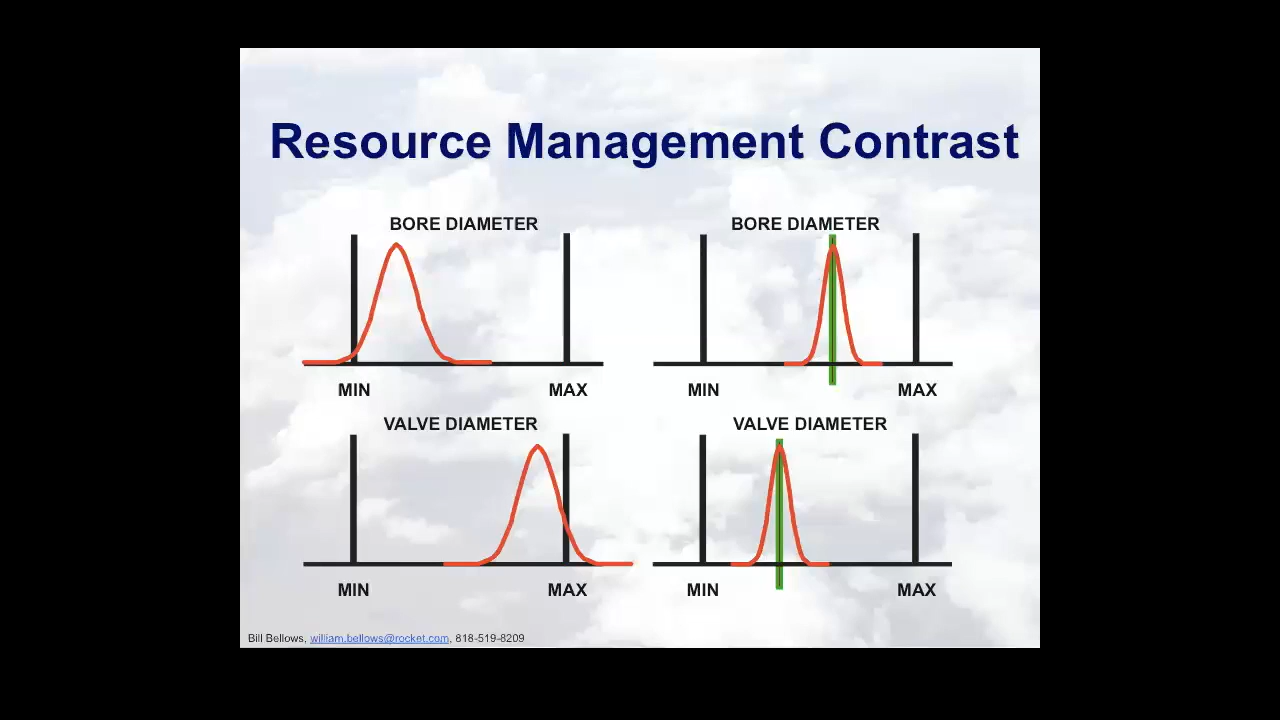 Resource Management Contrast
BORE DIAMETER
BORE DIAMETER
MIN
MAX
MIN
MAX
VALVE DIAMETER
VALVE DIAMETER
MIN
MAX
MIN
MAX
Bill Bellows, william.bellows@rocket.com, 818-519-8209